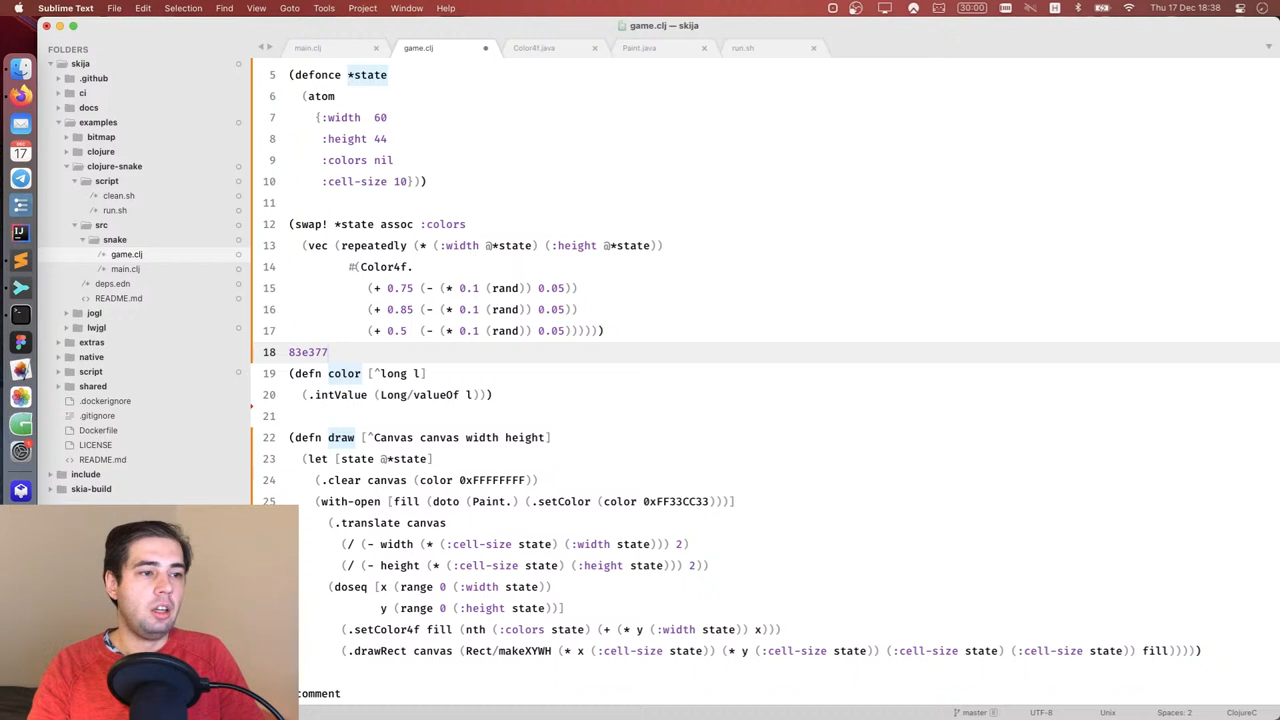 Sublime Text File Edit Selection Find View Goto Tools Project Window Help 30:00 Thu 17 Dec 18:38
game.clj — skija
FOLDERS
skija
.github
ci
docs
examples
bitmap
clojure
clojure-snake
script
clean.sh
run.sh
src
snake
game.clj
main.clj
deps.edn
README.md
jogl
lwjgl
extras
native
script
shared
.dockerignore
.gitignore
Dockerfile
LICENSE
README.md
include
skia-build
main.clj game.clj Color4f.java Paint.java run.sh
5 (defonce *state
6 (atom
7 {:width 60
8 :height 44
9 :colors nil
10 :cell-size 10}))
11
12 (swap! *state assoc :colors
13 (vec (repeatedly (* (:width @*state) (:height @*state))
14 #(Color4f.
15 (+ 0.75 (- (* 0.1 (rand)) 0.05))
16 (+ 0.85 (- (* 0.1 (rand)) 0.05))
17 (+ 0.5 (- (* 0.1 (rand)) 0.05)))))
18 83e377
19 (defn color [^long l]
20 (.intValue (Long/valueOf l)))
21
22 (defn draw [^Canvas canvas width height]
23 (let [state @*state]
24 (.clear canvas (color 0xFFFFFFFF))
25 (with-open [fill (doto (Paint.) (.setColor (color 0xFF33CC33)))]
(.translate canvas
(/ (- width (* (:cell-size state) (:width state))) 2)
(/ (- height (* (:cell-size state) (:height state))) 2))
(doseq [x (range 0 (:width state))
y (range 0 (:height state))]
(.setColor4f fill (nth (:colors state) (+ (* y (:width state)) x)))
(.drawRect canvas (Rect/makeXYWH (* x (:cell-size state)) (* y (:cell-size state)) (:cell-size state) (:cell-size state)) fill)))))
comment
master 8 UTF-8 Unix Spaces: 2 ClojureC